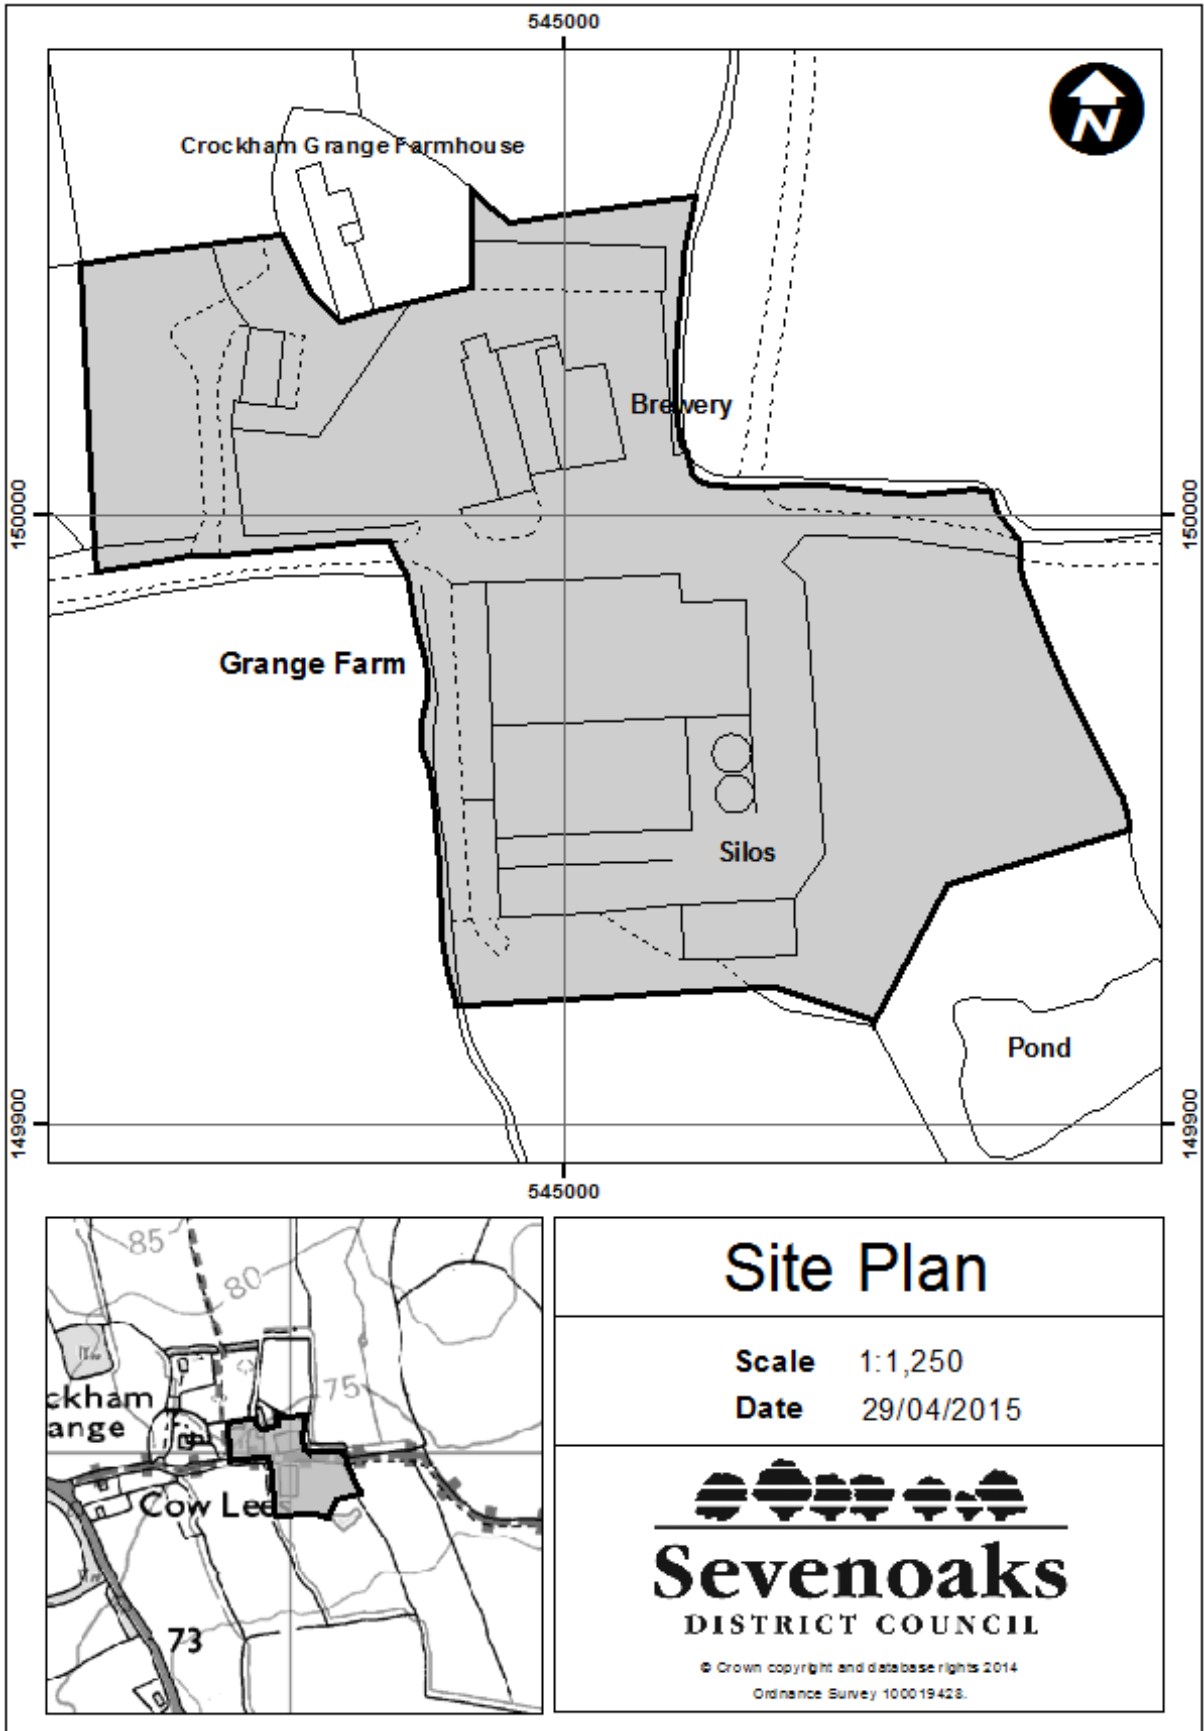 545000
N
Crockham Grange Farmhouse
Brewery
150000
150000
Grange Farm
Silos
Pond
149900
149900
545000
85
80
75
ckham
ange
Cow Lees
73
Site Plan
Scale 1:1,250
Date 29/04/2015
Sevenoaks
DISTRICT COUNCIL
© Crown copyright and database rights 2014
Ordnance Survey 100019428.